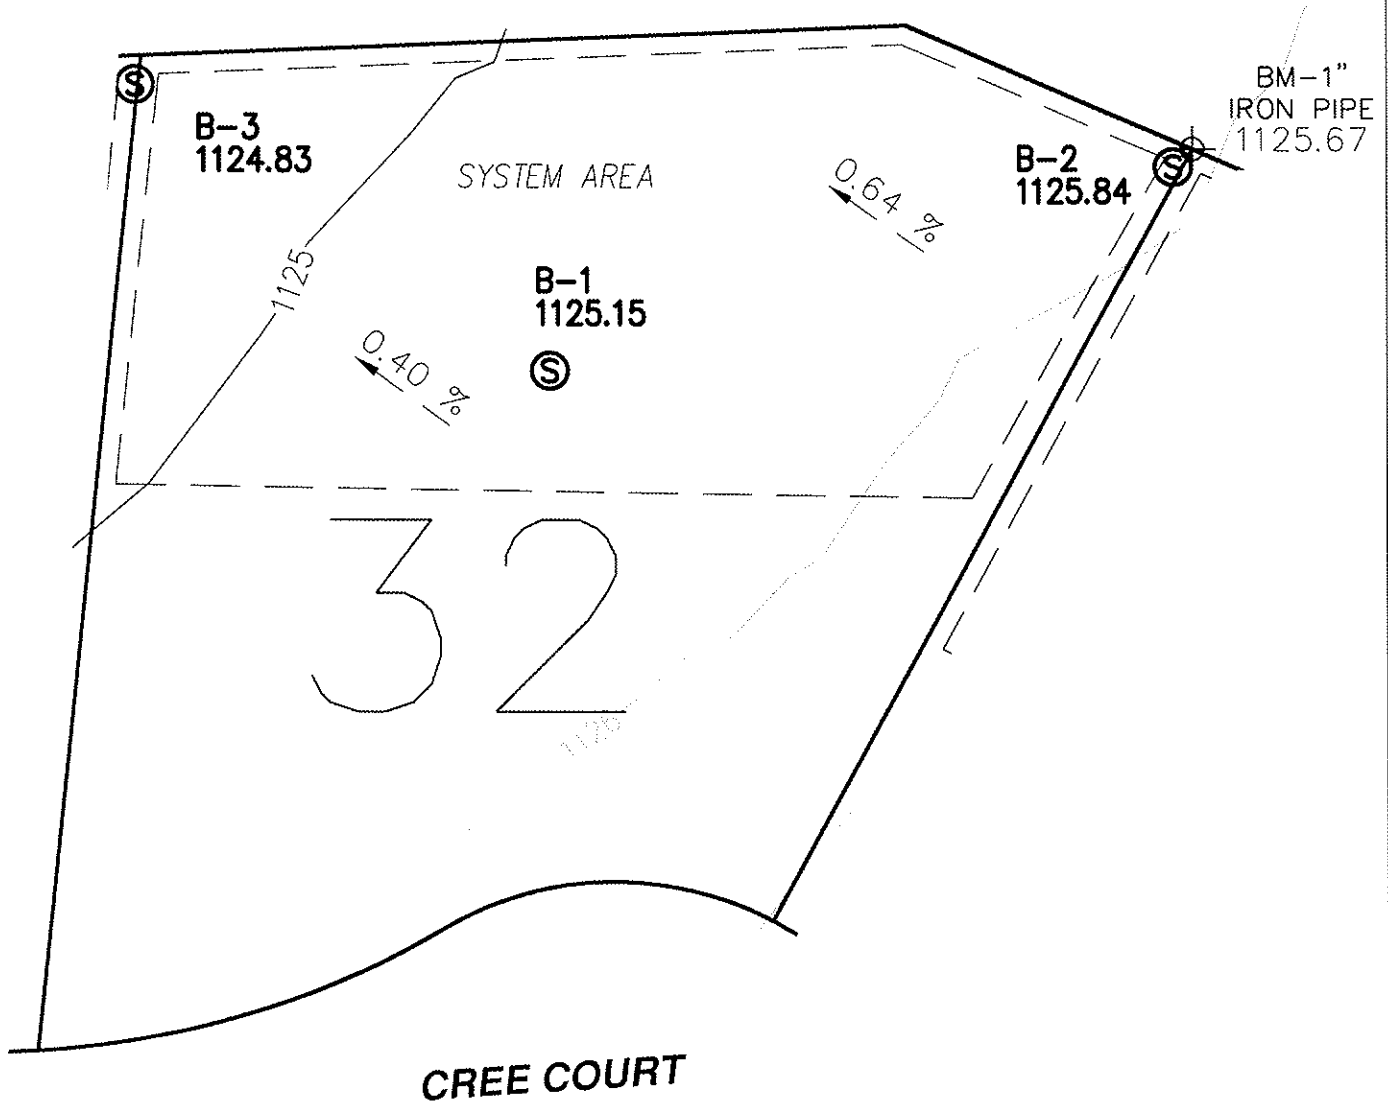 BM-1"
IRON PIPE
1125.67
S
B-3
1124.83
SYSTEM AREA
0.64 %
B-2
1125.84
S
1125
B-1
1125.15
S
0.40 %
32
1126
CREE COURT